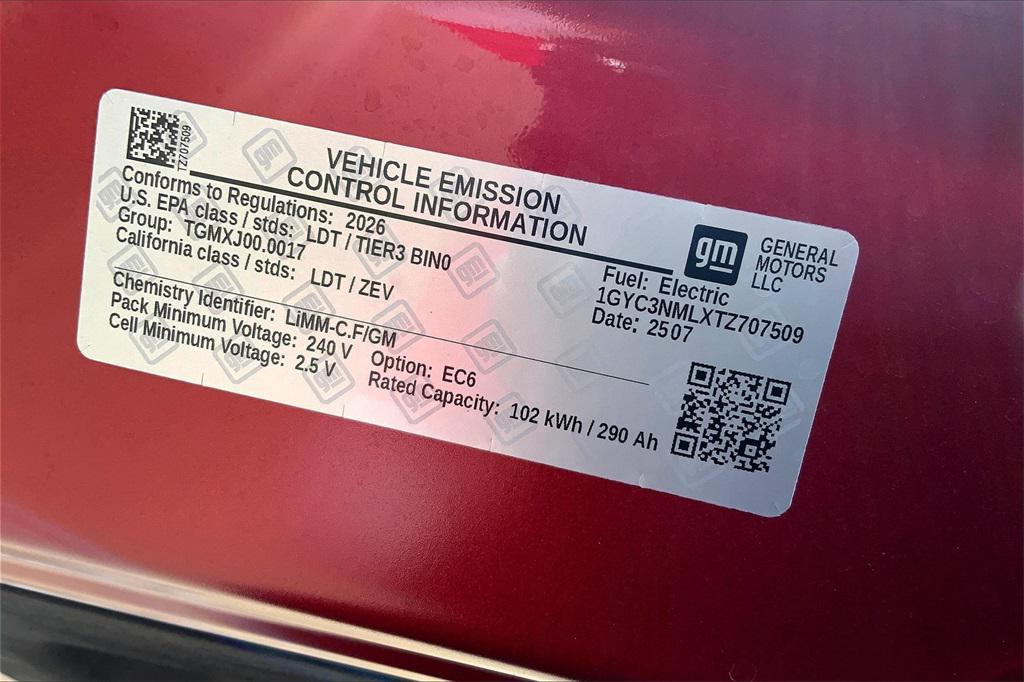 TZ707509
VEHICLE EMISSION
CONTROL INFORMATION
gm
GENERAL
MOTORS
LLC
Conforms to Regulations: 2026
U.S. EPA class / stds: LDT / TIER3 BIN0
Group: TGMXJ00.0017
California class / stds: LDT / ZEV
Fuel: Electric
1GYC3NMLXTZ707509
Date: 2507
Chemistry Identifier: LiMM-C.F/GM
Pack Minimum Voltage: 240 V Option: EC6
Cell Minimum Voltage: 2.5 V Rated Capacity: 102 kWh / 290 Ah